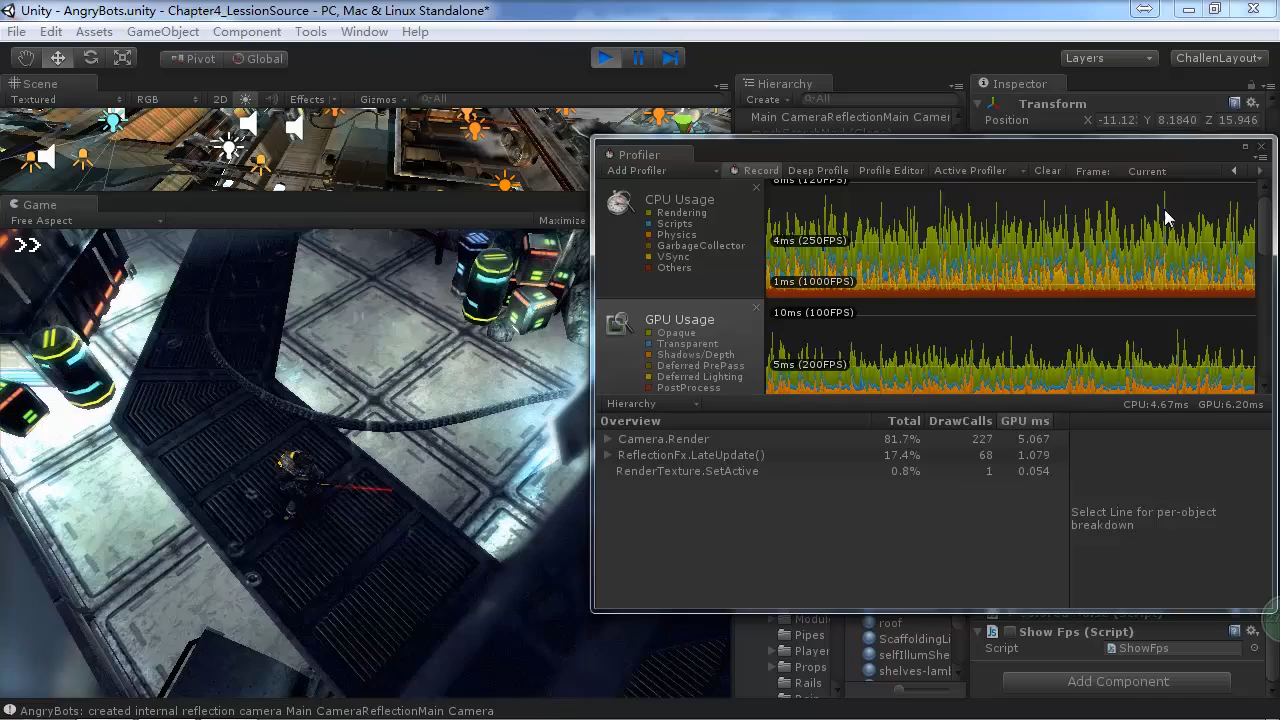 Unity - AngryBots.unity - Chapter4_LessionSource - PC, Mac & Linux Standalone*
File Edit Assets GameObject Component Tools Window Help
Pivot Global Layers ChallenLayout
Scene Hierarchy Inspector
Textured RGB 2D Effects Gizmos All Create All Transform
Main CameraReflectionMain Camer Position X -11.12 Y 8.1840 Z 15.946
Profiler
Add Profiler Record Deep Profile Profile Editor Active Profiler Clear Frame: Current
CPU Usage
Rendering
Scripts
Physics
GarbageCollector
VSync
Others
8ms (120FPS)
4ms (250FPS)
1ms (1000FPS)
GPU Usage
Opaque
Transparent
Shadows/Depth
Deferred PrePass
Deferred Lighting
PostProcess
10ms (100FPS)
5ms (200FPS)
Hierarchy CPU:4.67ms GPU:6.20ms
Overview Total DrawCalls GPU ms
Camera.Render 81.7% 227 5.067
ReflectionFx.LateUpdate() 17.4% 68 1.079
RenderTexture.SetActive 0.8% 1 0.054
Select Line for per-object
breakdown
Game
Free Aspect Maximize
>>
Modul
Pipes
Player
Props
Rails
roof
ScaffoldingLi
selfIllumShe
shelves-lamb
Show Fps (Script)
Script ShowFps
Add Component
AngryBots: created internal reflection camera Main CameraReflectionMain Camera